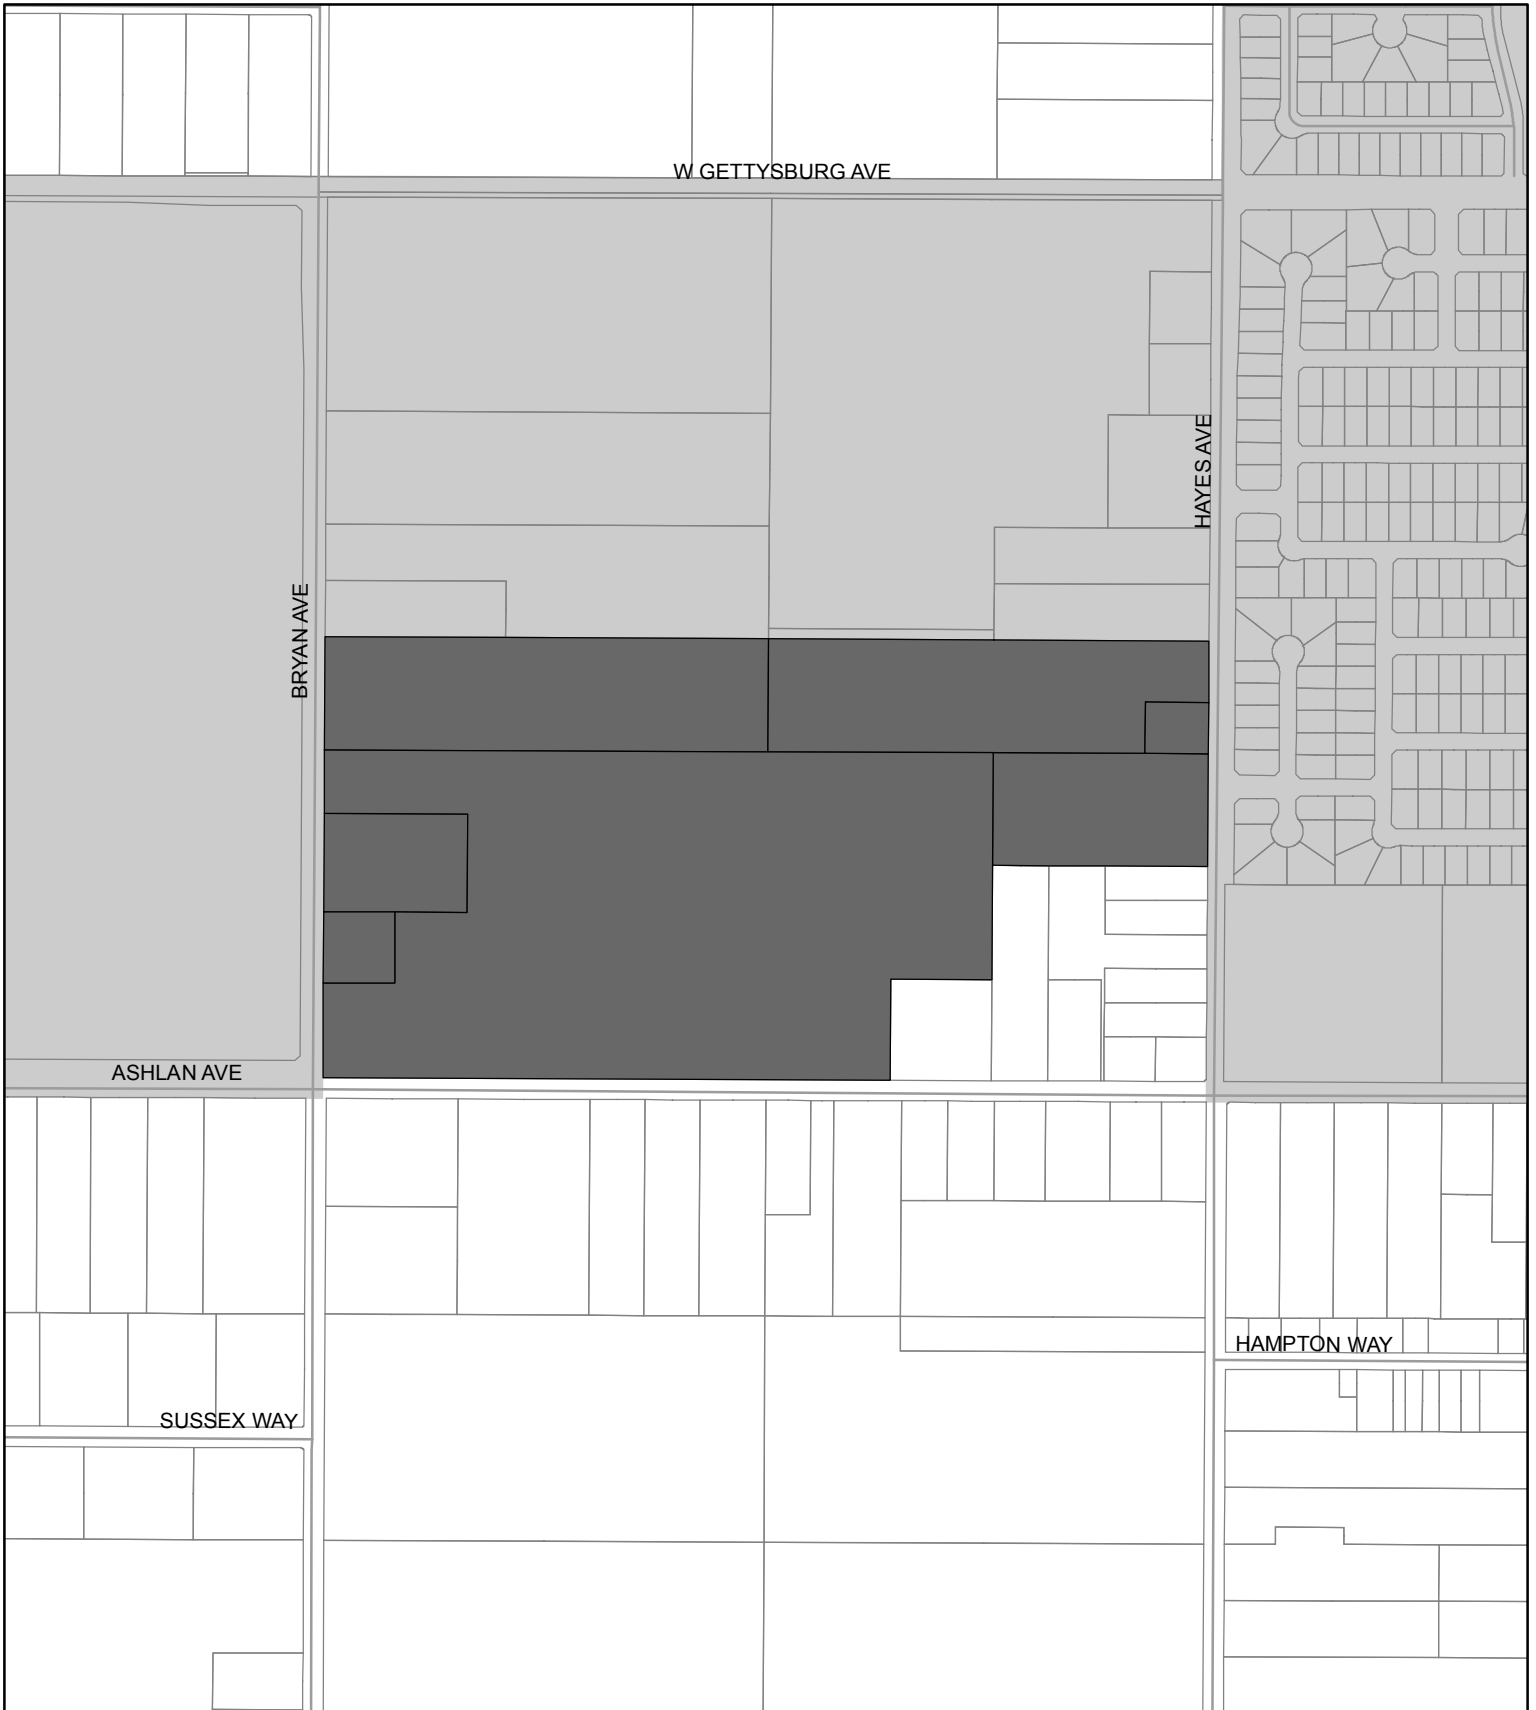 W GETTYSBURG AVE
HAYES AVE
BRYAN AVE
ASHLAN AVE
HAMPTON WAY
SUSSEX WAY